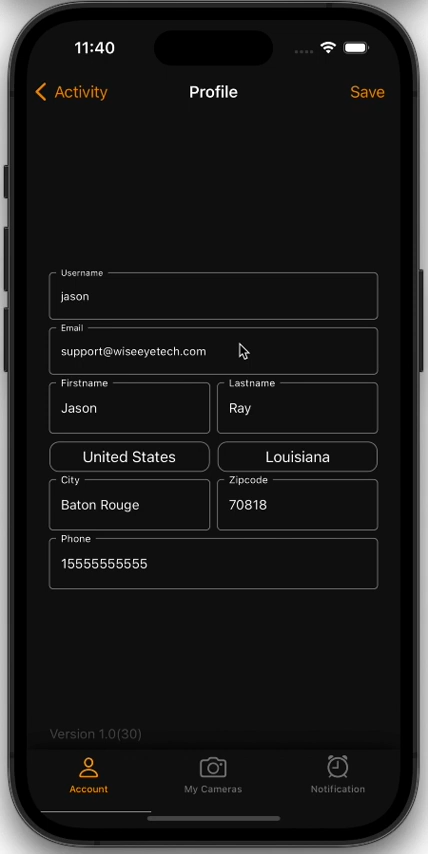 11:40
Activity Profile Save
Username
jason
Email
support@wiseeyetech.com
Firstname Lastname
Jason Ray
United States Louisiana
City Zipcode
Baton Rouge 70818
Phone
15555555555
Version 1.0(30)
Account My Cameras Notification